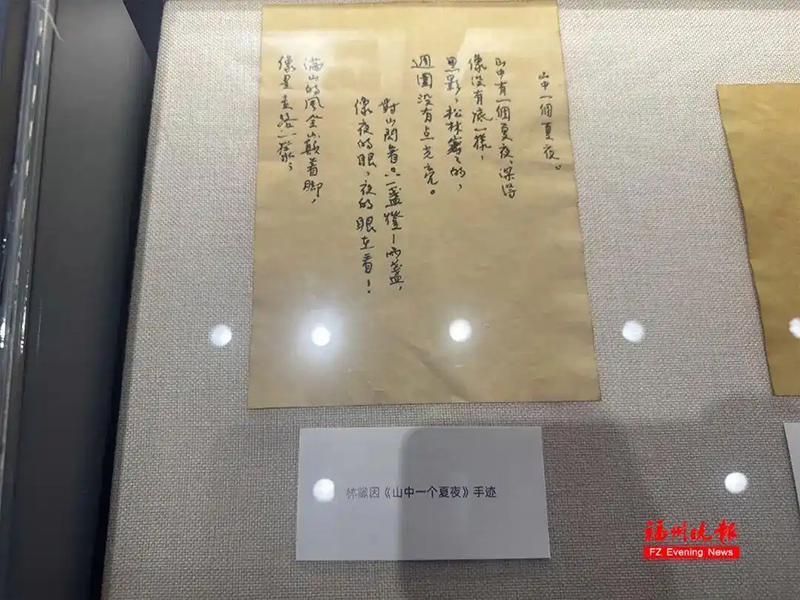 山中一個夏夜。
山中有一個夏夜，深得
像沒有底一樣，
黑影，松林密々的，
週圍没有点光亮。
對山閃着只一盞燈—兩盞，
像夜的眼，夜的眼在看！
滿山的風全躡着脚，
像是走路一樣，
林徽因《山中一个夏夜》手迹
福州晚报
FZ Evening News